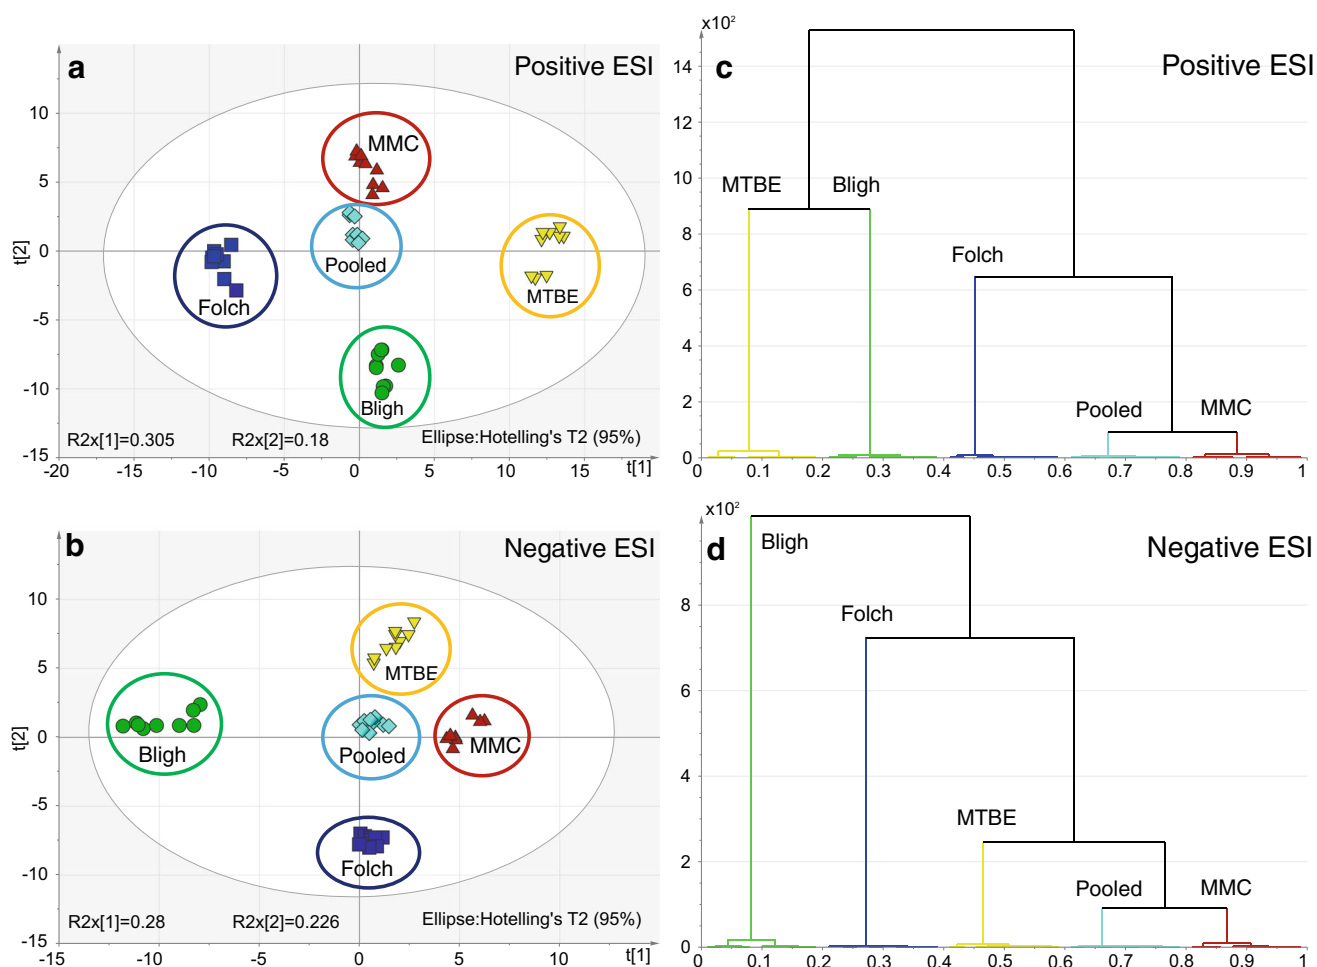 a Positive ESI
10
5
0
-5
-10
-15
t[2]
MMC
Pooled
Folch
MTBE
Bligh
R2x[1]=0.305 R2x[2]=0.18 Ellipse:Hotelling's T2 (95%)
-20 -15 -10 -5 0 5 10 15 t[1]
x10²
c Positive ESI
14
12
10
8
6
4
2
0
MTBE Bligh
Folch
Pooled MMC
0 0.1 0.2 0.3 0.4 0.5 0.6 0.7 0.8 0.9 1
b Negative ESI
10
5
0
-5
-10
-15
t[2]
MTBE
Bligh Pooled MMC
Folch
R2x[1]=0.28 R2x[2]=0.226 Ellipse:Hotelling's T2 (95%)
-15 -10 -5 0 5 10 t[1]
x10²
d Negative ESI
8
6
4
2
0
Bligh
Folch
MTBE
Pooled MMC
0 0.1 0.2 0.3 0.4 0.5 0.6 0.7 0.8 0.9 1